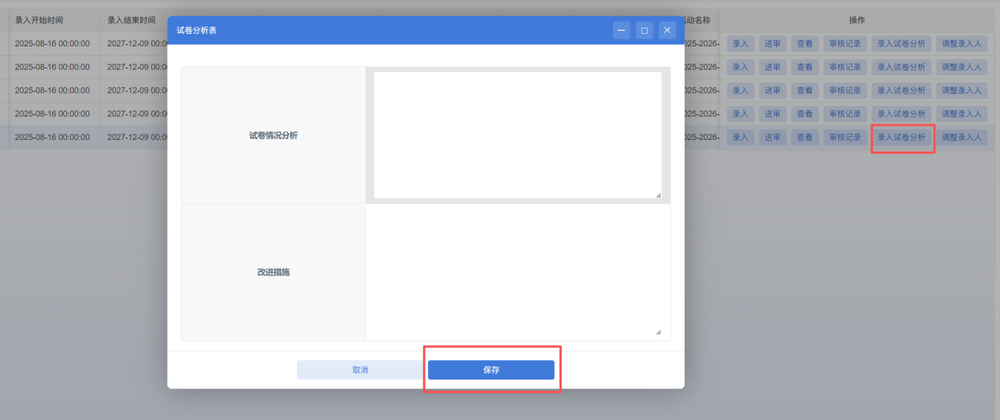 录入开始时间 录入结束时间 动名称 操作
试卷分析表
2025-08-16 00:00:00 2027-12-09 00:0 025-2026- 录入 送审 查看 审核记录 录入试卷分析 调整录入人
2025-08-16 00:00:00 2027-12-09 00:0 025-2026- 录入 送审 查看 审核记录 录入试卷分析 调整录入人
2025-08-16 00:00:00 2027-12-09 00:0 025-2026- 录入 送审 查看 审核记录 录入试卷分析 调整录入人
2025-08-16 00:00:00 2027-12-09 00:0 025-2026- 录入 送审 查看 审核记录 录入试卷分析 调整录入人
2025-08-16 00:00:00 2027-12-09 00:0 025-2026- 录入 送审 查看 审核记录 录入试卷分析 调整录入人
试卷情况分析
改进措施
取消 保存